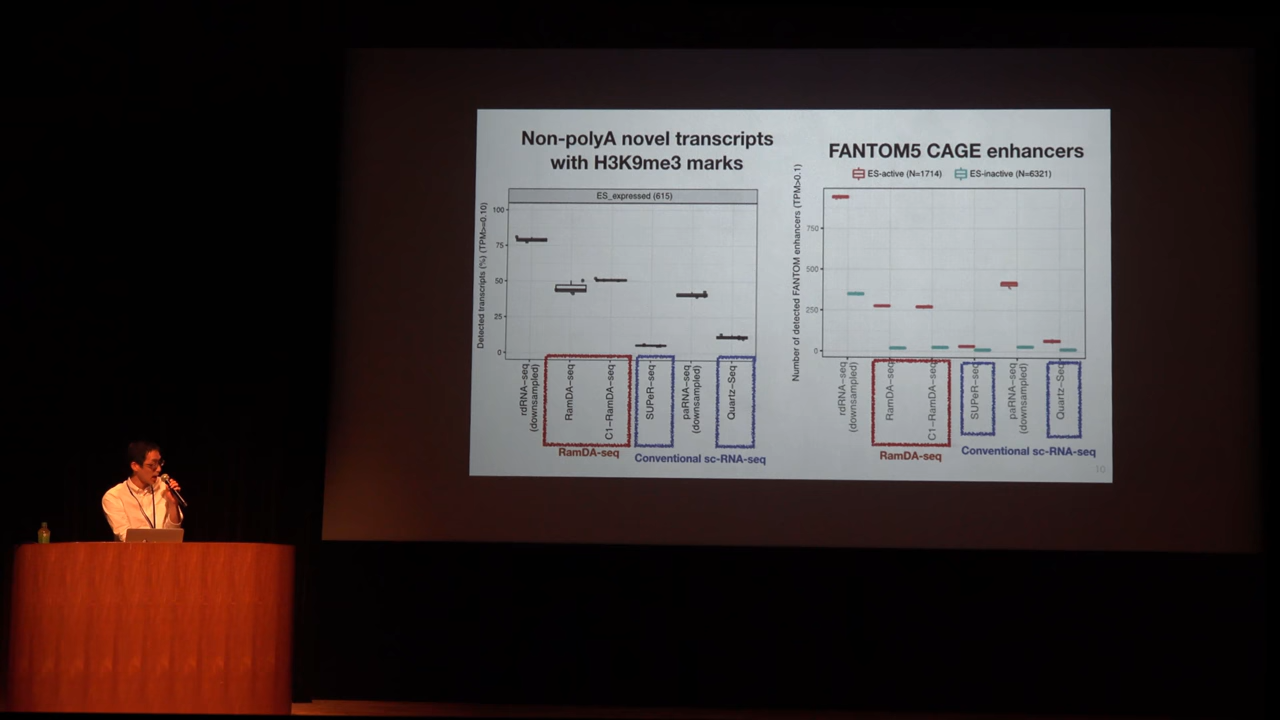 Non-polyA novel transcripts
with H3K9me3 marks
ES_expressed (615)
Detected transcripts (%) (TPM>=0.10)
100
75
50
25
0
rdRNA-seq
(downsampled)
RamDA-seq
C1-RamDA-seq
SUPeR-seq
paRNA-seq
(downsampled)
Quartz-Seq
RamDA-seq
Conventional sc-RNA-seq
FANTOM5 CAGE enhancers
ES-active (N=1714)
ES-inactive (N=6321)
Number of detected FANTOM enhancers (TPM>0.1)
750
500
250
0
rdRNA-seq
(downsampled)
RamDA-seq
C1-RamDA-seq
SUPeR-seq
paRNA-seq
(downsampled)
Quartz-Seq
RamDA-seq
Conventional sc-RNA-seq
10